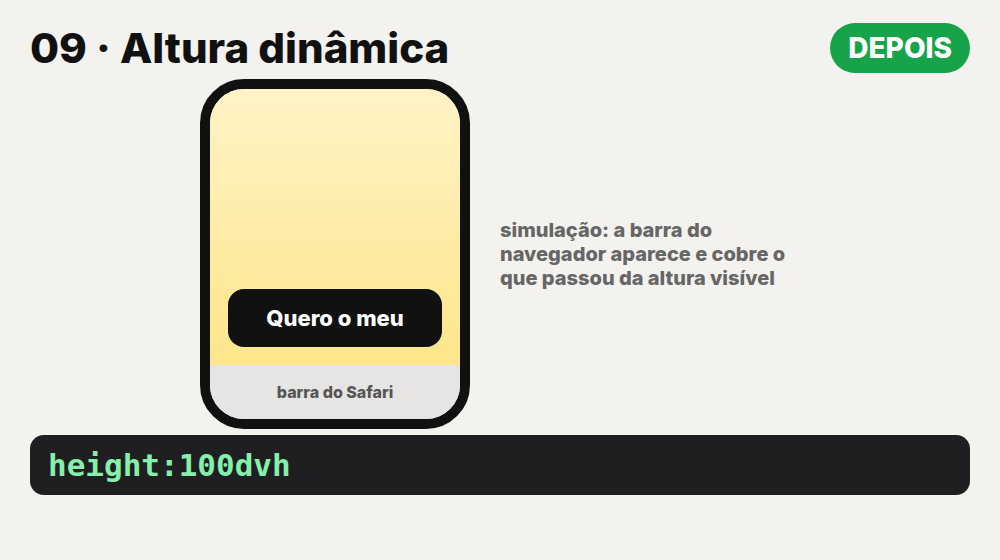 09 · Altura dinâmica
DEPOIS
simulação: a barra do
navegador aparece e cobre o
que passou da altura visível
Quero o meu
barra do Safari
height:100dvh